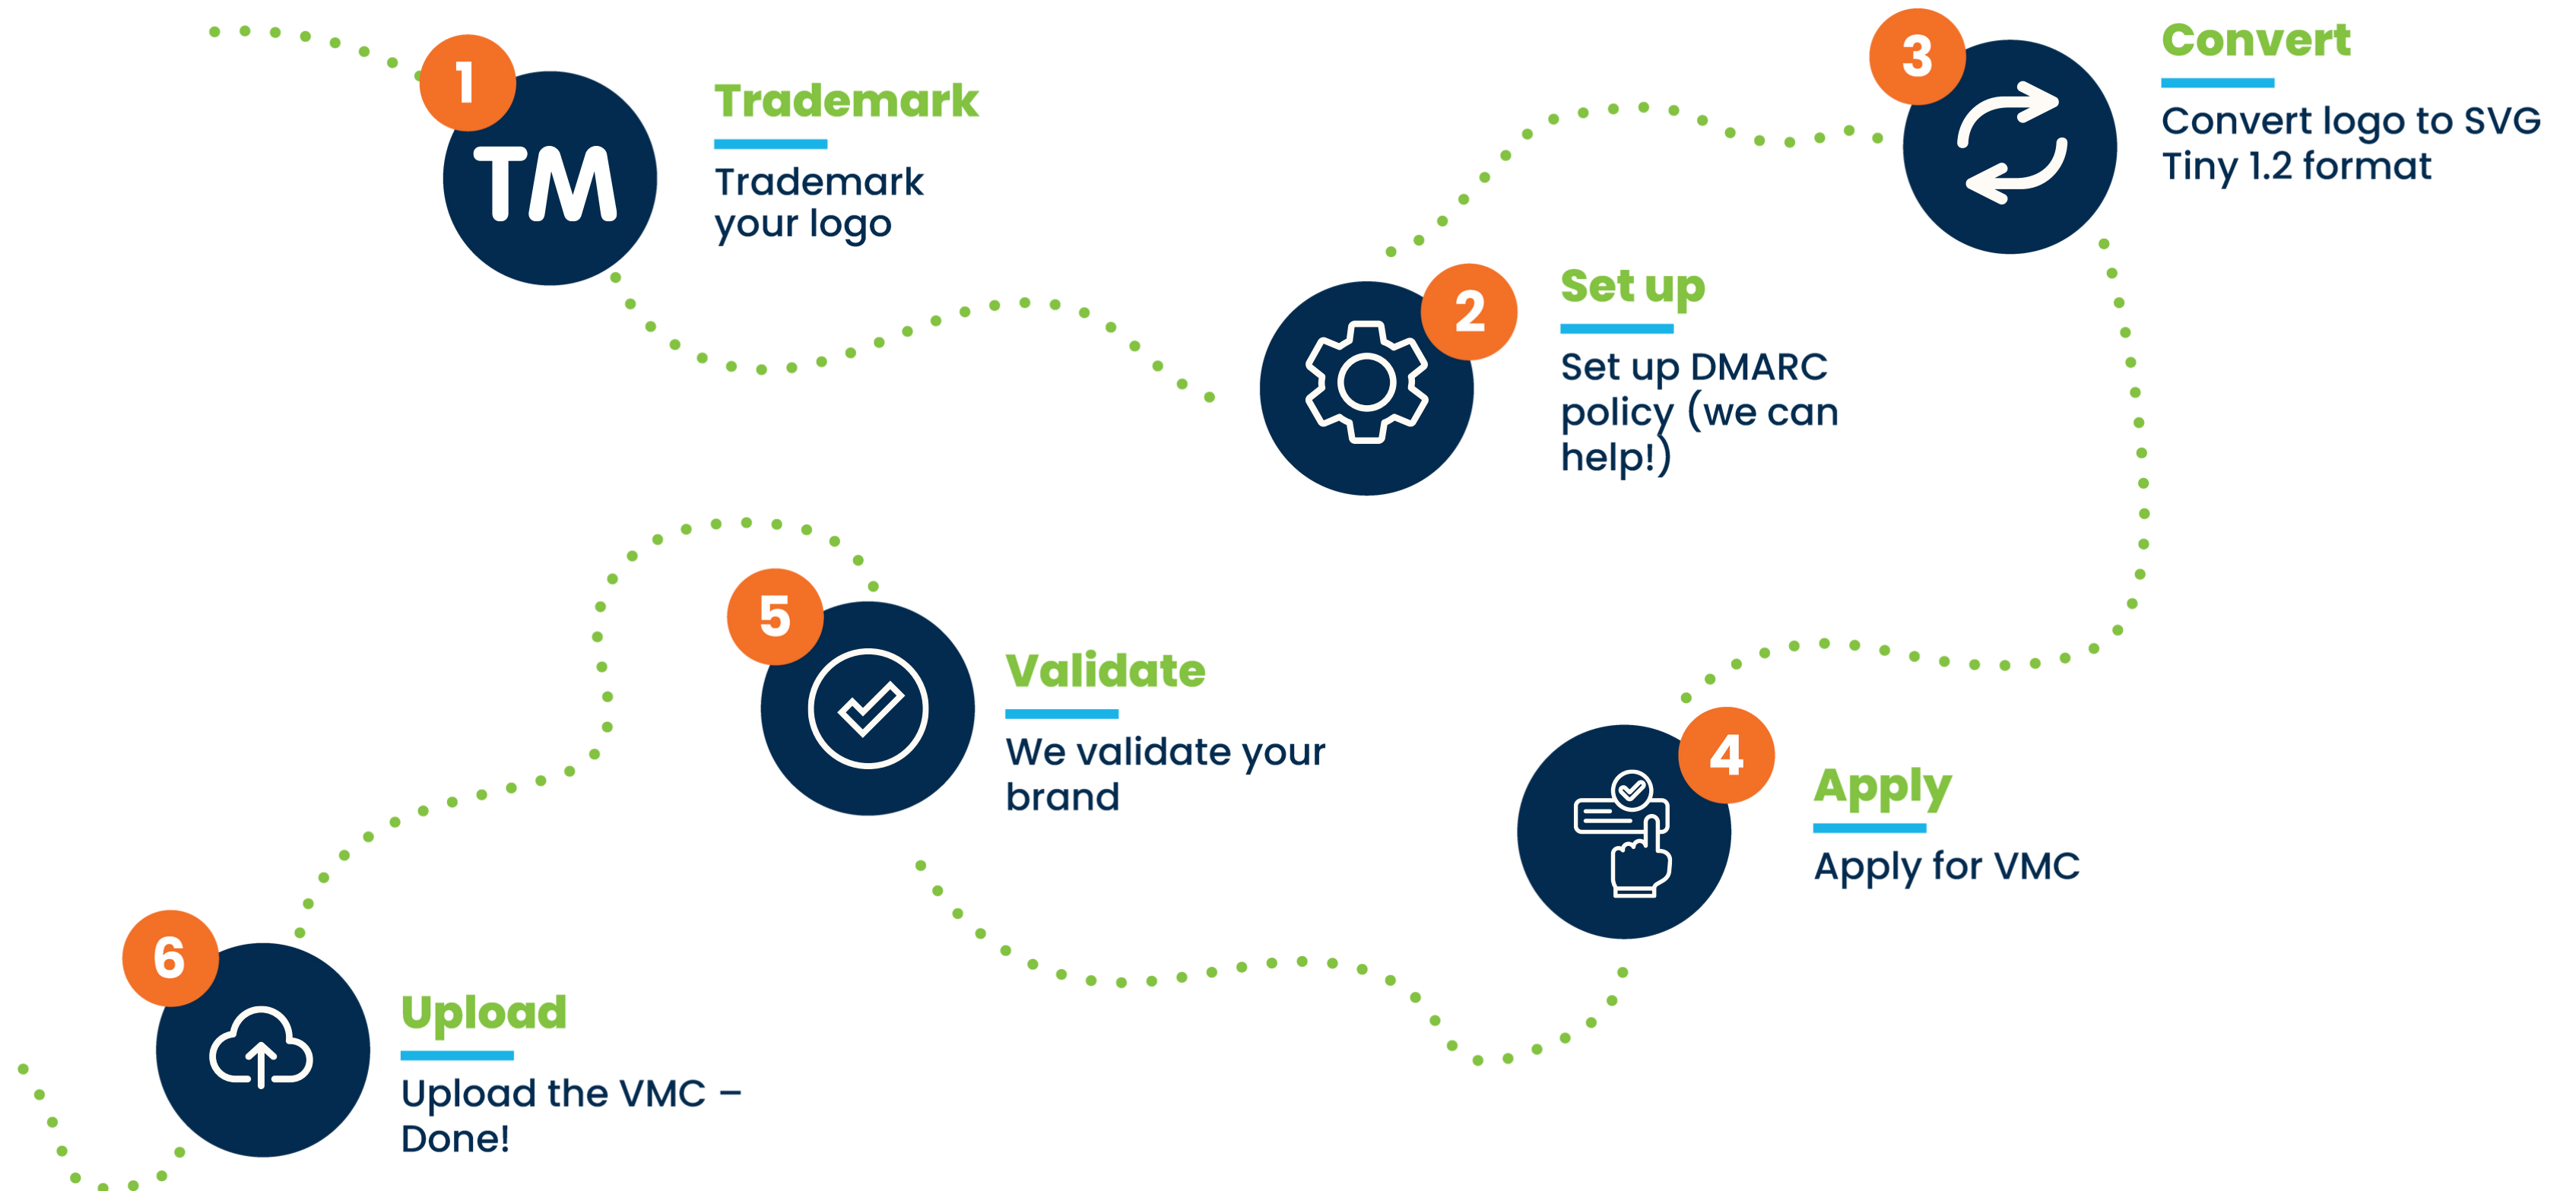 1
TM
Trademark
Trademark
your logo
2
Set up
Set up DMARC
policy (we can
help!)
3
Convert
Convert logo to SVG
Tiny 1.2 format
4
Apply
Apply for VMC
5
Validate
We validate your
brand
6
Upload
Upload the VMC –
Done!